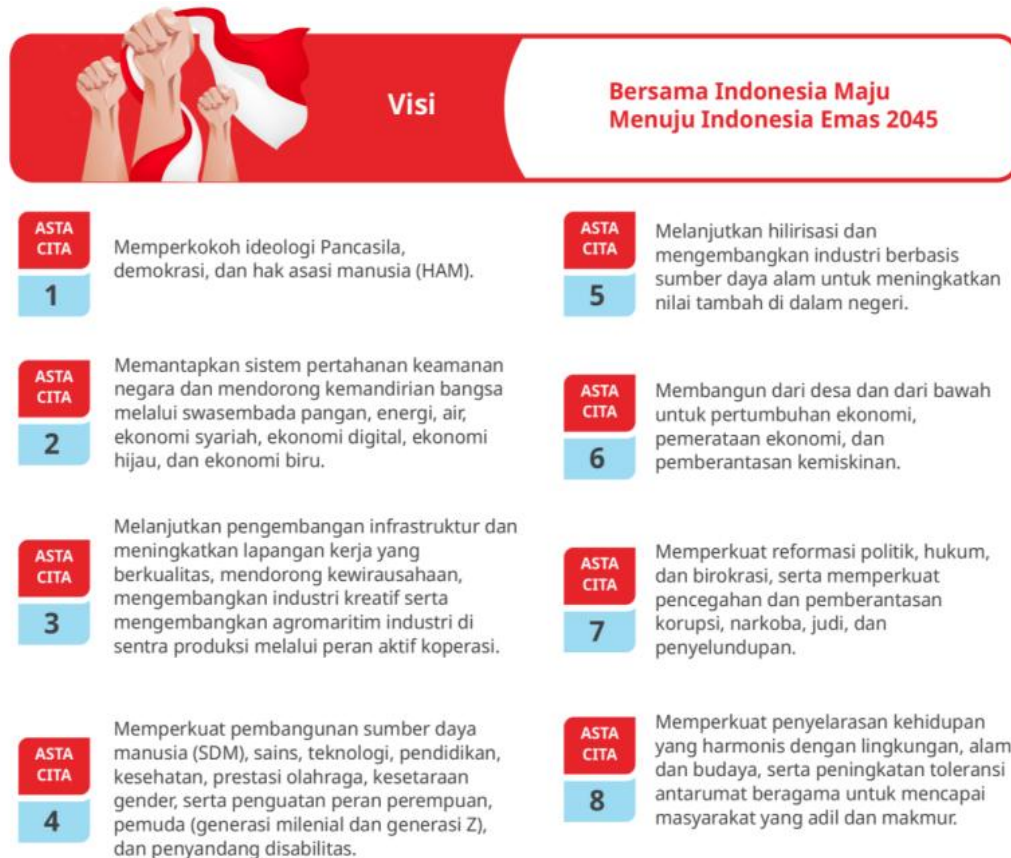 Visi
Bersama Indonesia Maju
Menuju Indonesia Emas 2045
ASTA
CITA
1
Memperkokoh ideologi Pancasila,
demokrasi, dan hak asasi manusia (HAM).
ASTA
CITA
2
Memantapkan sistem pertahanan keamanan
negara dan mendorong kemandirian bangsa
melalui swasembada pangan, energi, air,
ekonomi syariah, ekonomi digital, ekonomi
hijau, dan ekonomi biru.
ASTA
CITA
3
Melanjutkan pengembangan infrastruktur dan
meningkatkan lapangan kerja yang
berkualitas, mendorong kewirausahaan,
mengembangkan industri kreatif serta
mengembangkan agromaritim industri di
sentra produksi melalui peran aktif koperasi.
ASTA
CITA
4
Memperkuat pembangunan sumber daya
manusia (SDM), sains, teknologi, pendidikan,
kesehatan, prestasi olahraga, kesetaraan
gender, serta penguatan peran perempuan,
pemuda (generasi milenial dan generasi Z),
dan penyandang disabilitas.
ASTA
CITA
5
Melanjutkan hilirisasi dan
mengembangkan industri berbasis
sumber daya alam untuk meningkatkan
nilai tambah di dalam negeri.
ASTA
CITA
6
Membangun dari desa dan dari bawah
untuk pertumbuhan ekonomi,
pemerataan ekonomi, dan
pemberantasan kemiskinan.
ASTA
CITA
7
Memperkuat reformasi politik, hukum,
dan birokrasi, serta memperkuat
pencegahan dan pemberantasan
korupsi, narkoba, judi, dan
penyelundupan.
ASTA
CITA
8
Memperkuat penyelarasan kehidupan
yang harmonis dengan lingkungan, alam
dan budaya, serta peningkatan toleransi
antarumat beragama untuk mencapai
masyarakat yang adil dan makmur.